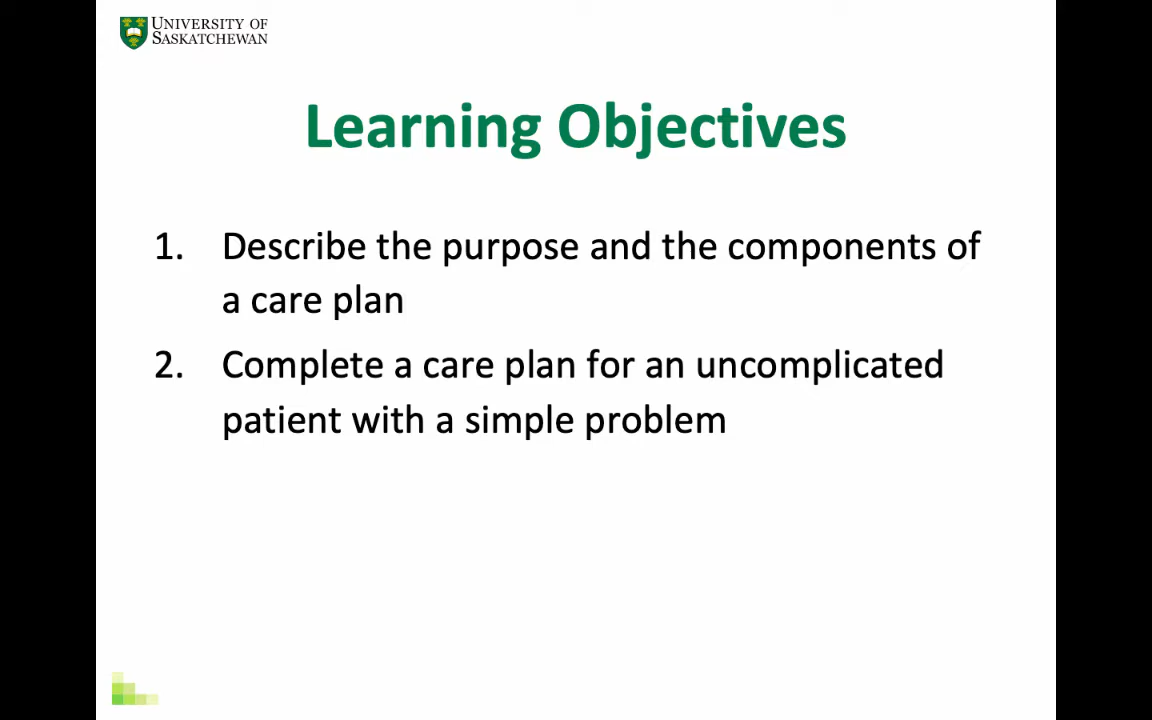 UNIVERSITY OF
SASKATCHEWAN
Learning Objectives
1. Describe the purpose and the components of
a care plan
2. Complete a care plan for an uncomplicated
patient with a simple problem